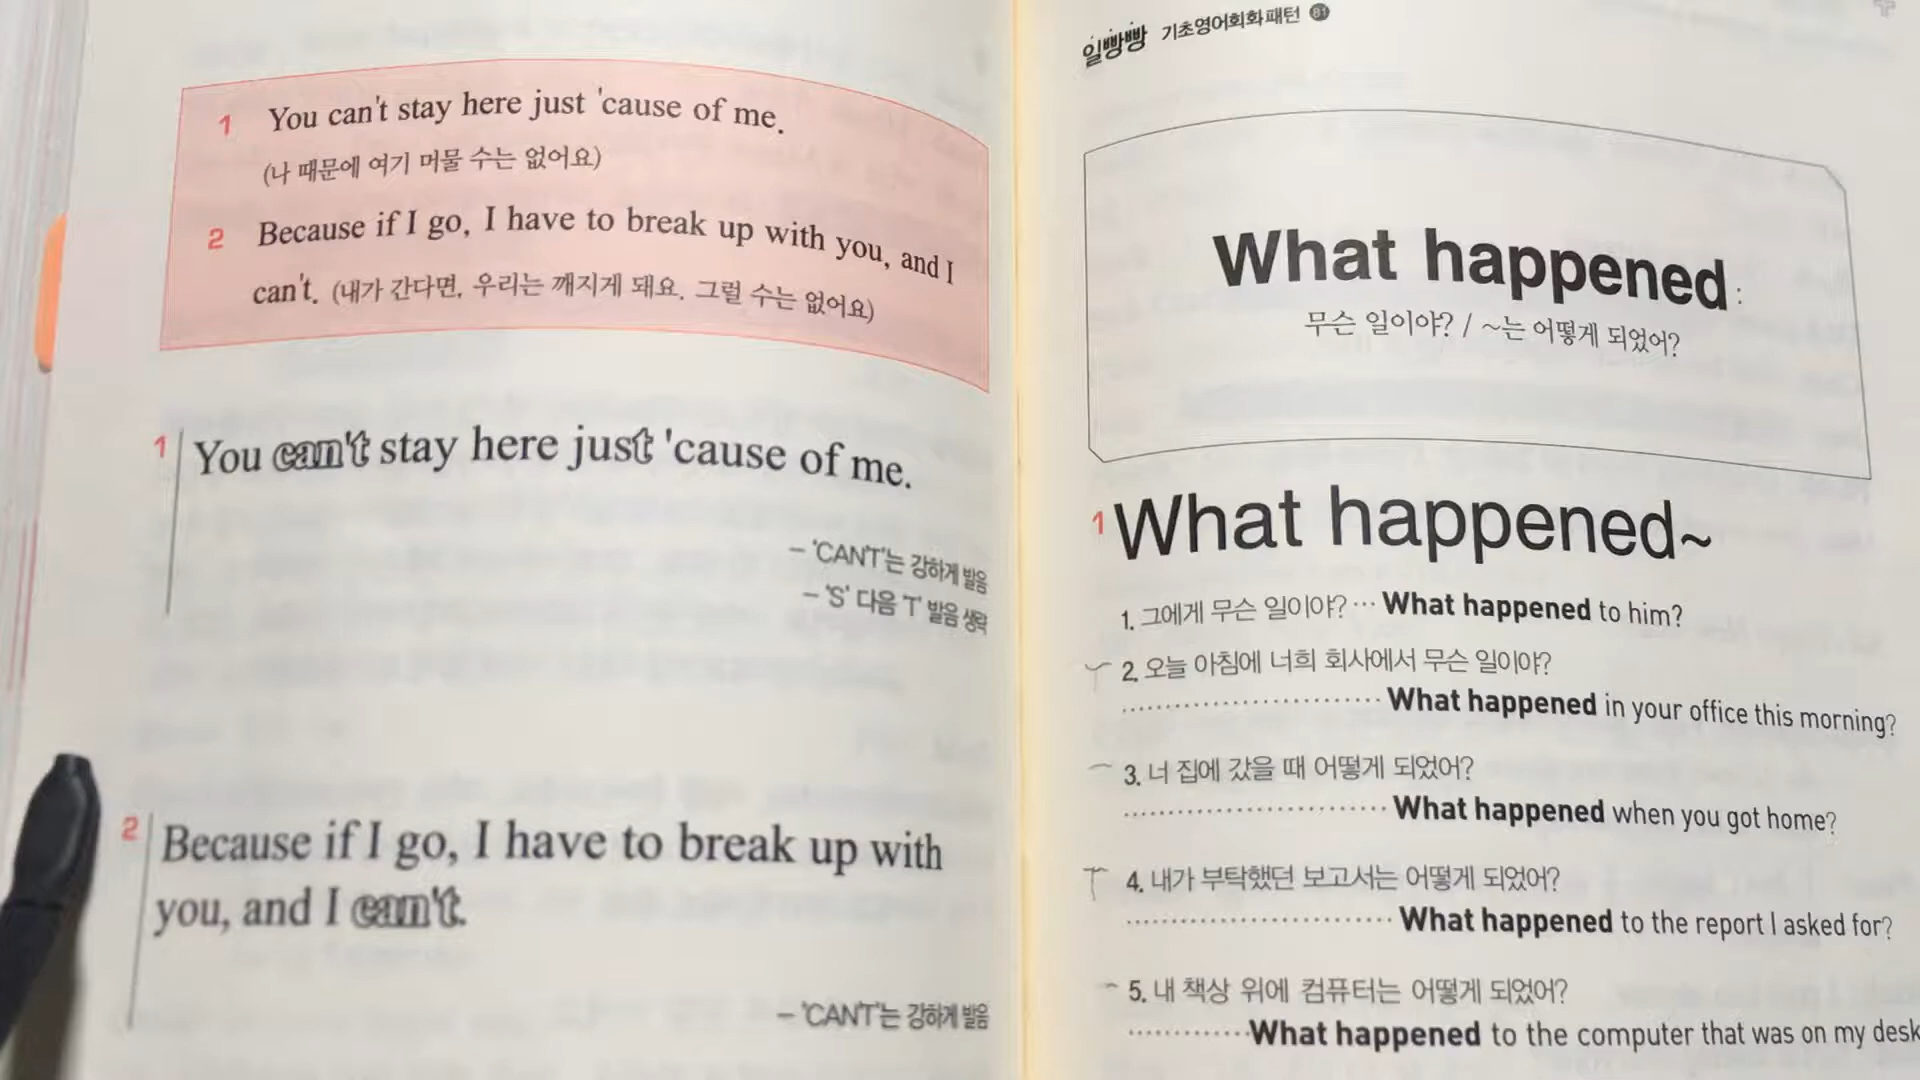 1 You can't stay here just 'cause of me.
(나 때문에 여기 머물 수는 없어요)
2 Because if I go, I have to break up with you, and I
can't. (내가 간다면, 우리는 깨지게 돼요. 그럴 수는 없어요)
1 You can't stay here just 'cause of me.
– 'CAN'T'는 강하게 발음
– 'S' 다음 'T' 발음 생략
2 Because if I go, I have to break up with
you, and I can't.
– 'CAN'T'는 강하게 발음
일빵빵 기초영어회화패턴 81
What happened:
무슨 일이야? / ~는 어떻게 되었어?
1 What happened~
1. 그에게 무슨 일이야? ··· What happened to him?
2. 오늘 아침에 너희 회사에서 무슨 일이야?
What happened in your office this morning?
3. 너 집에 갔을 때 어떻게 되었어?
What happened when you got home?
4. 내가 부탁했던 보고서는 어떻게 되었어?
What happened to the report I asked for?
5. 내 책상 위에 컴퓨터는 어떻게 되었어?
What happened to the computer that was on my desk